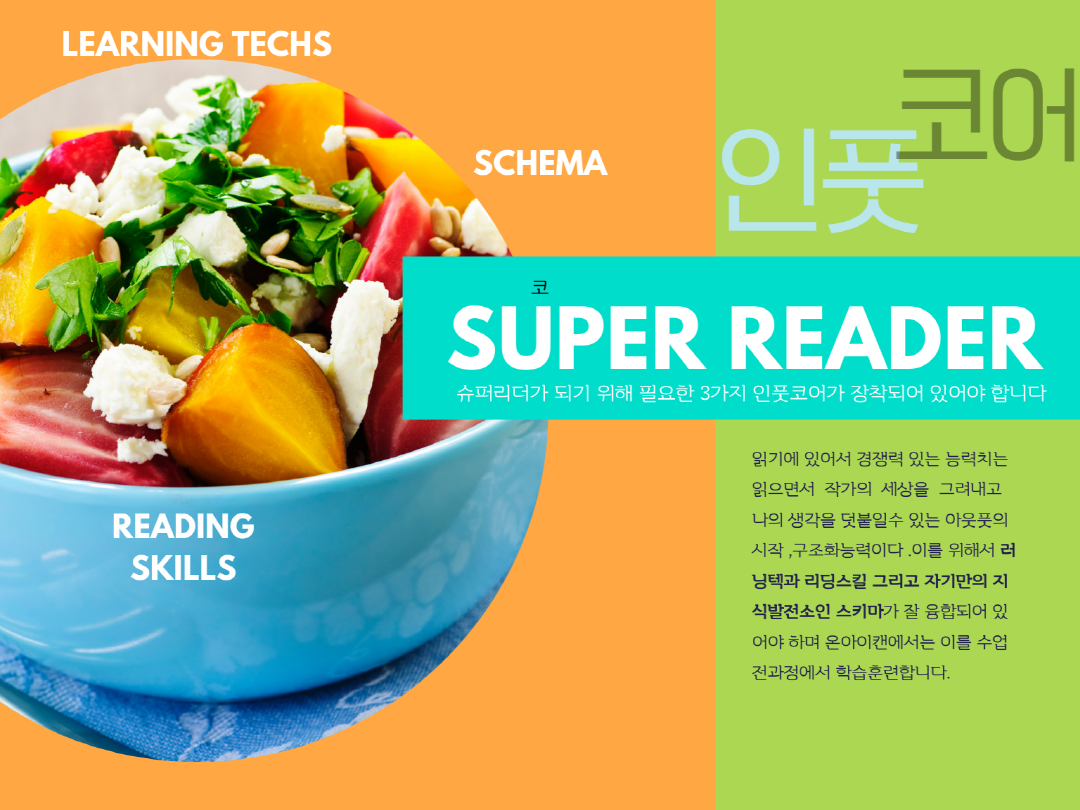 LEARNING TECHS
SCHEMA
코어
인풋
코
SUPER READER
슈퍼리더가 되기 위해 필요한 3가지 인풋코어가 장착되어 있어야 합니다
READING
SKILLS
읽기에 있어서 경쟁력 있는 능력치는
읽으면서 작가의 세상을 그려내고
나의 생각을 덧붙일수 있는 아웃풋의
시작 ,구조화능력이다 .이를 위해서 러
닝텍과 리딩스킬 그리고 자기만의 지
식발전소인 스키마가 잘 융합되어 있
어야 하며 온아이캔에서는 이를 수업
전과정에서 학습훈련합니다.